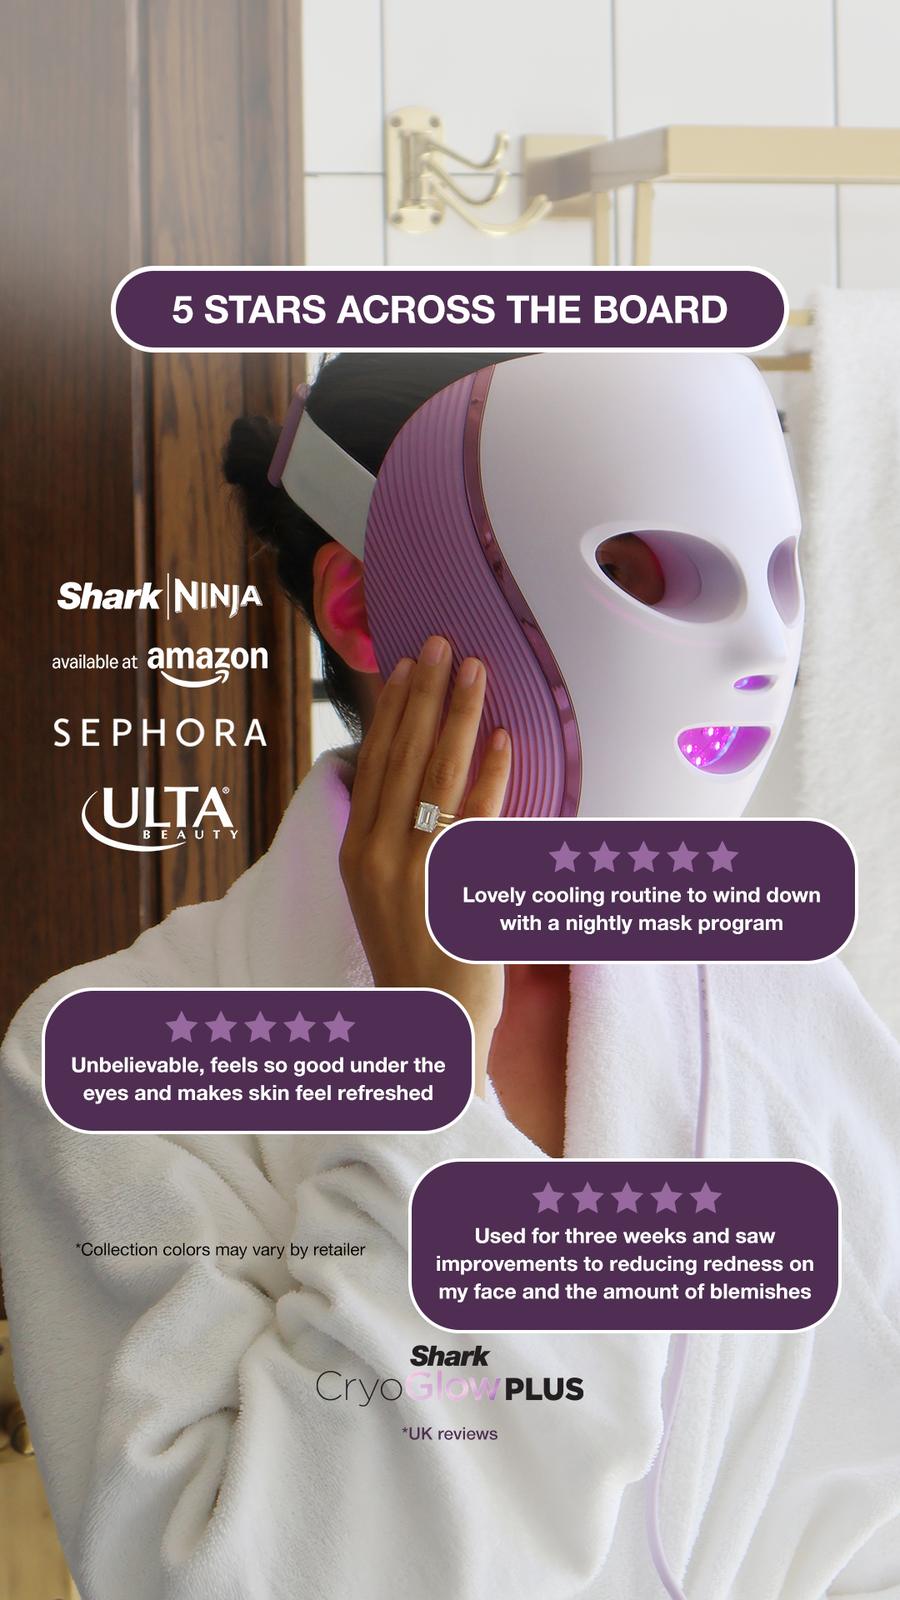 5 STARS ACROSS THE BOARD
Shark | NINJA
available at amazon
SEPHORA
ULTA®
BEAUTY
Lovely cooling routine to wind down
with a nightly mask program
Unbelievable, feels so good under the
eyes and makes skin feel refreshed
*Collection colors may vary by retailer
Used for three weeks and saw
improvements to reducing redness on
my face and the amount of blemishes
Shark
CryoGlow PLUS
*UK reviews